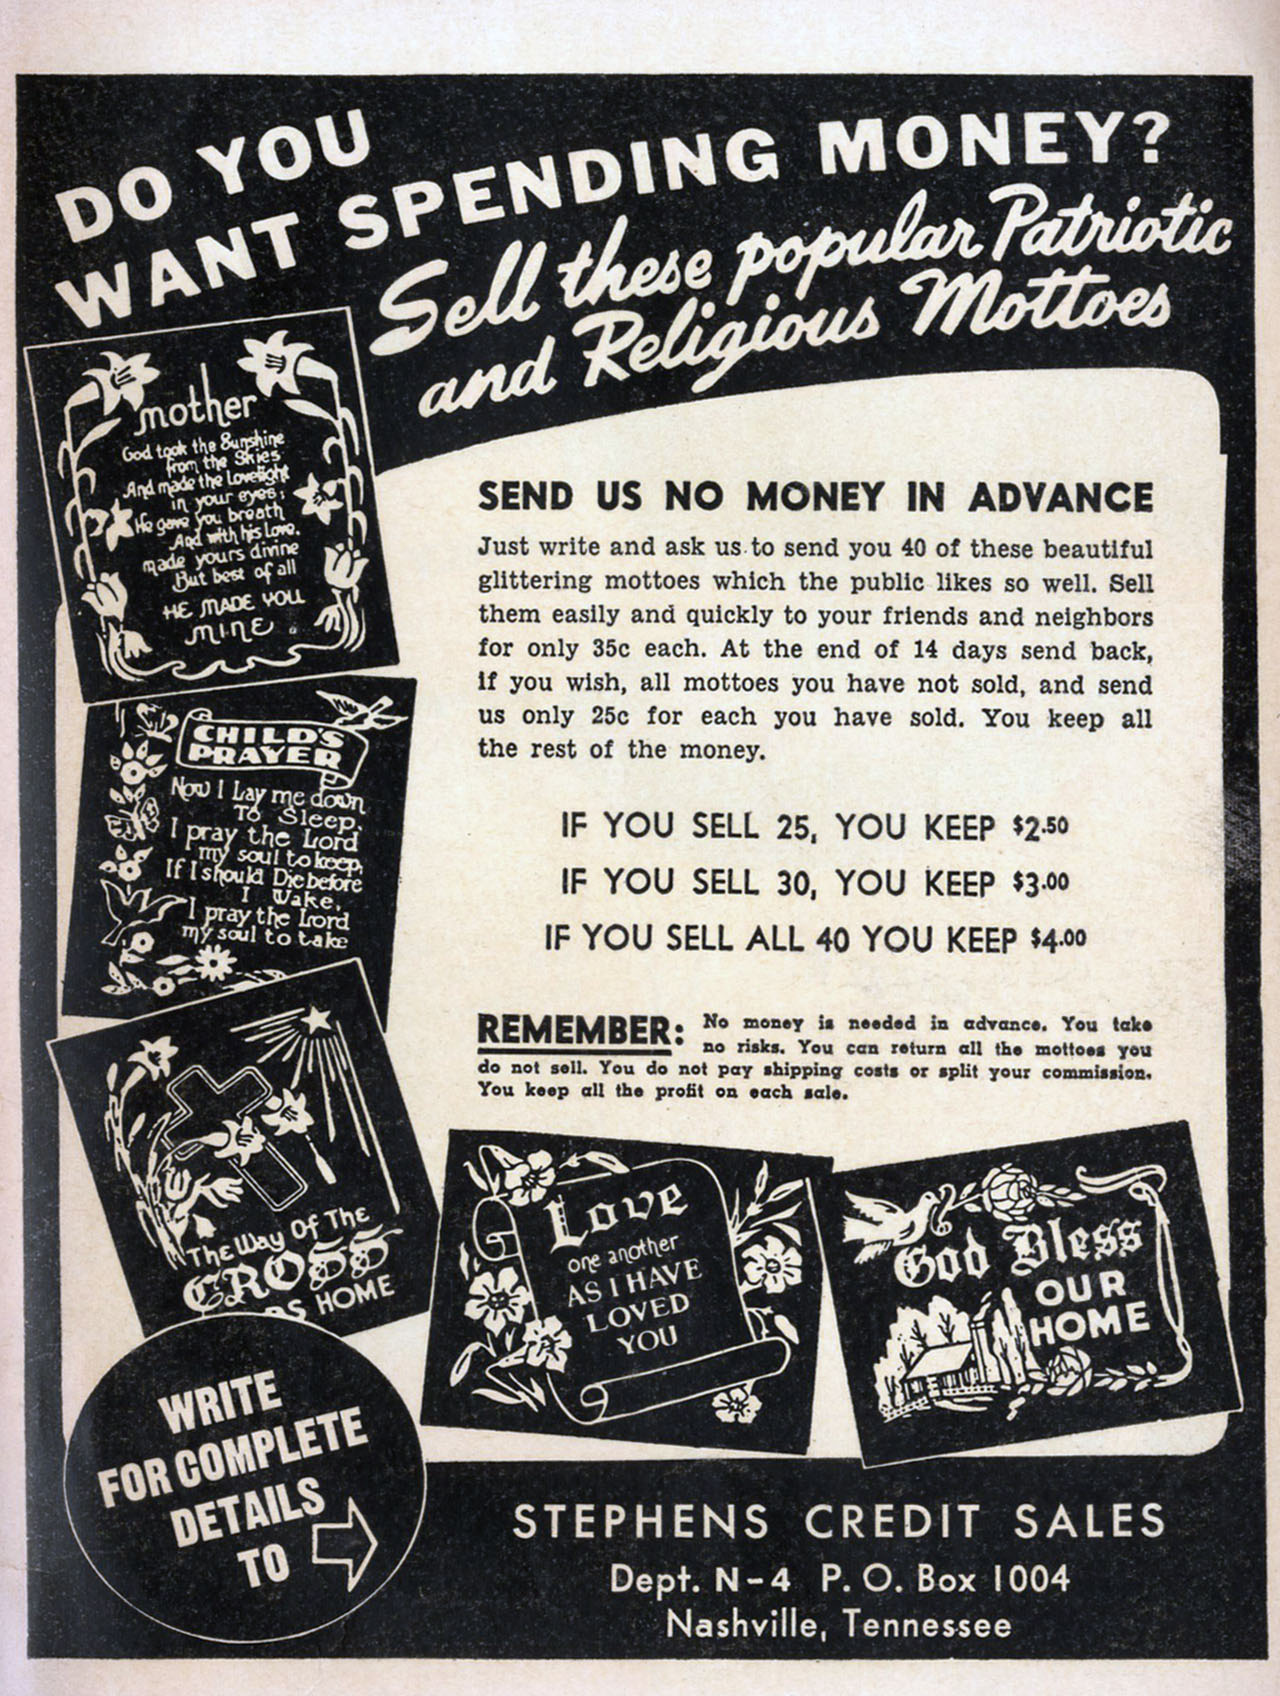 DO YOU
WANT SPENDING MONEY?
Sell these popular Patriotic
and Religious Mottoes
mother
God took the Sunshine
from the Skies
And made the Lovelight
in your eyes;
He gave you breath
And with his Love,
made yours divine
But best of all
HE MADE YOU
MINE.
CHILD'S
PRAYER
Now I Lay me down
To Sleep,
I pray the Lord
my soul to keep,
If I should Die before
I Wake,
I pray the Lord
my soul to take
The Way Of The
CROSS
DS HOME
SEND US NO MONEY IN ADVANCE
Just write and ask us to send you 40 of these beautiful
glittering mottoes which the public likes so well. Sell
them easily and quickly to your friends and neighbors
for only 35c each. At the end of 14 days send back,
if you wish, all mottoes you have not sold, and send
us only 25c for each you have sold. You keep all
the rest of the money.
IF YOU SELL 25, YOU KEEP $2.50
IF YOU SELL 30, YOU KEEP $3.00
IF YOU SELL ALL 40 YOU KEEP $4.00
REMEMBER: No money is needed in advance. You take
no risks. You can return all the mottoes you
do not sell. You do not pay shipping costs or split your commission.
You keep all the profit on each sale.
Love
one another
AS I HAVE
LOVED
YOU
God Bless
OUR
HOME
WRITE
FOR COMPLETE
DETAILS
TO
STEPHENS CREDIT SALES
Dept. N-4 P. O. Box 1004
Nashville, Tennessee